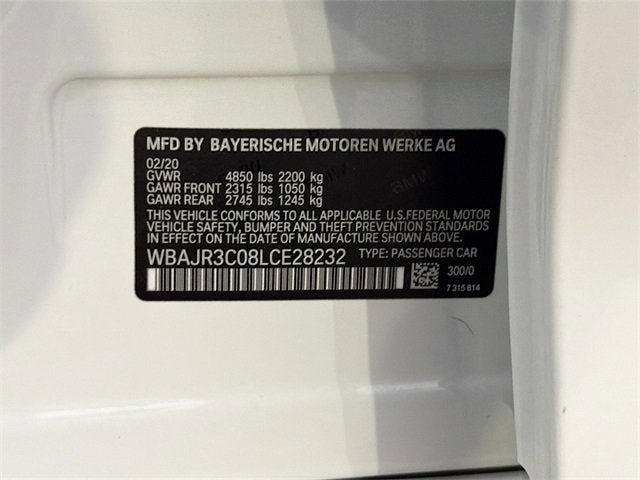 MFD BY BAYERISCHE MOTOREN WERKE AG
02/20
GVWR 4850 lbs 2200 kg
GAWR FRONT 2315 lbs 1050 kg
GAWR REAR 2745 lbs 1245 kg
THIS VEHICLE CONFORMS TO ALL APPLICABLE U.S.FEDERAL MOTOR
VEHICLE SAFETY, BUMPER AND THEFT PREVENTION STANDARDS
IN EFFECT ON THE DATE OF MANUFACTURE SHOWN ABOVE.
WBAJR3C08LCE28232 TYPE: PASSENGER CAR
300/0
7 315 814